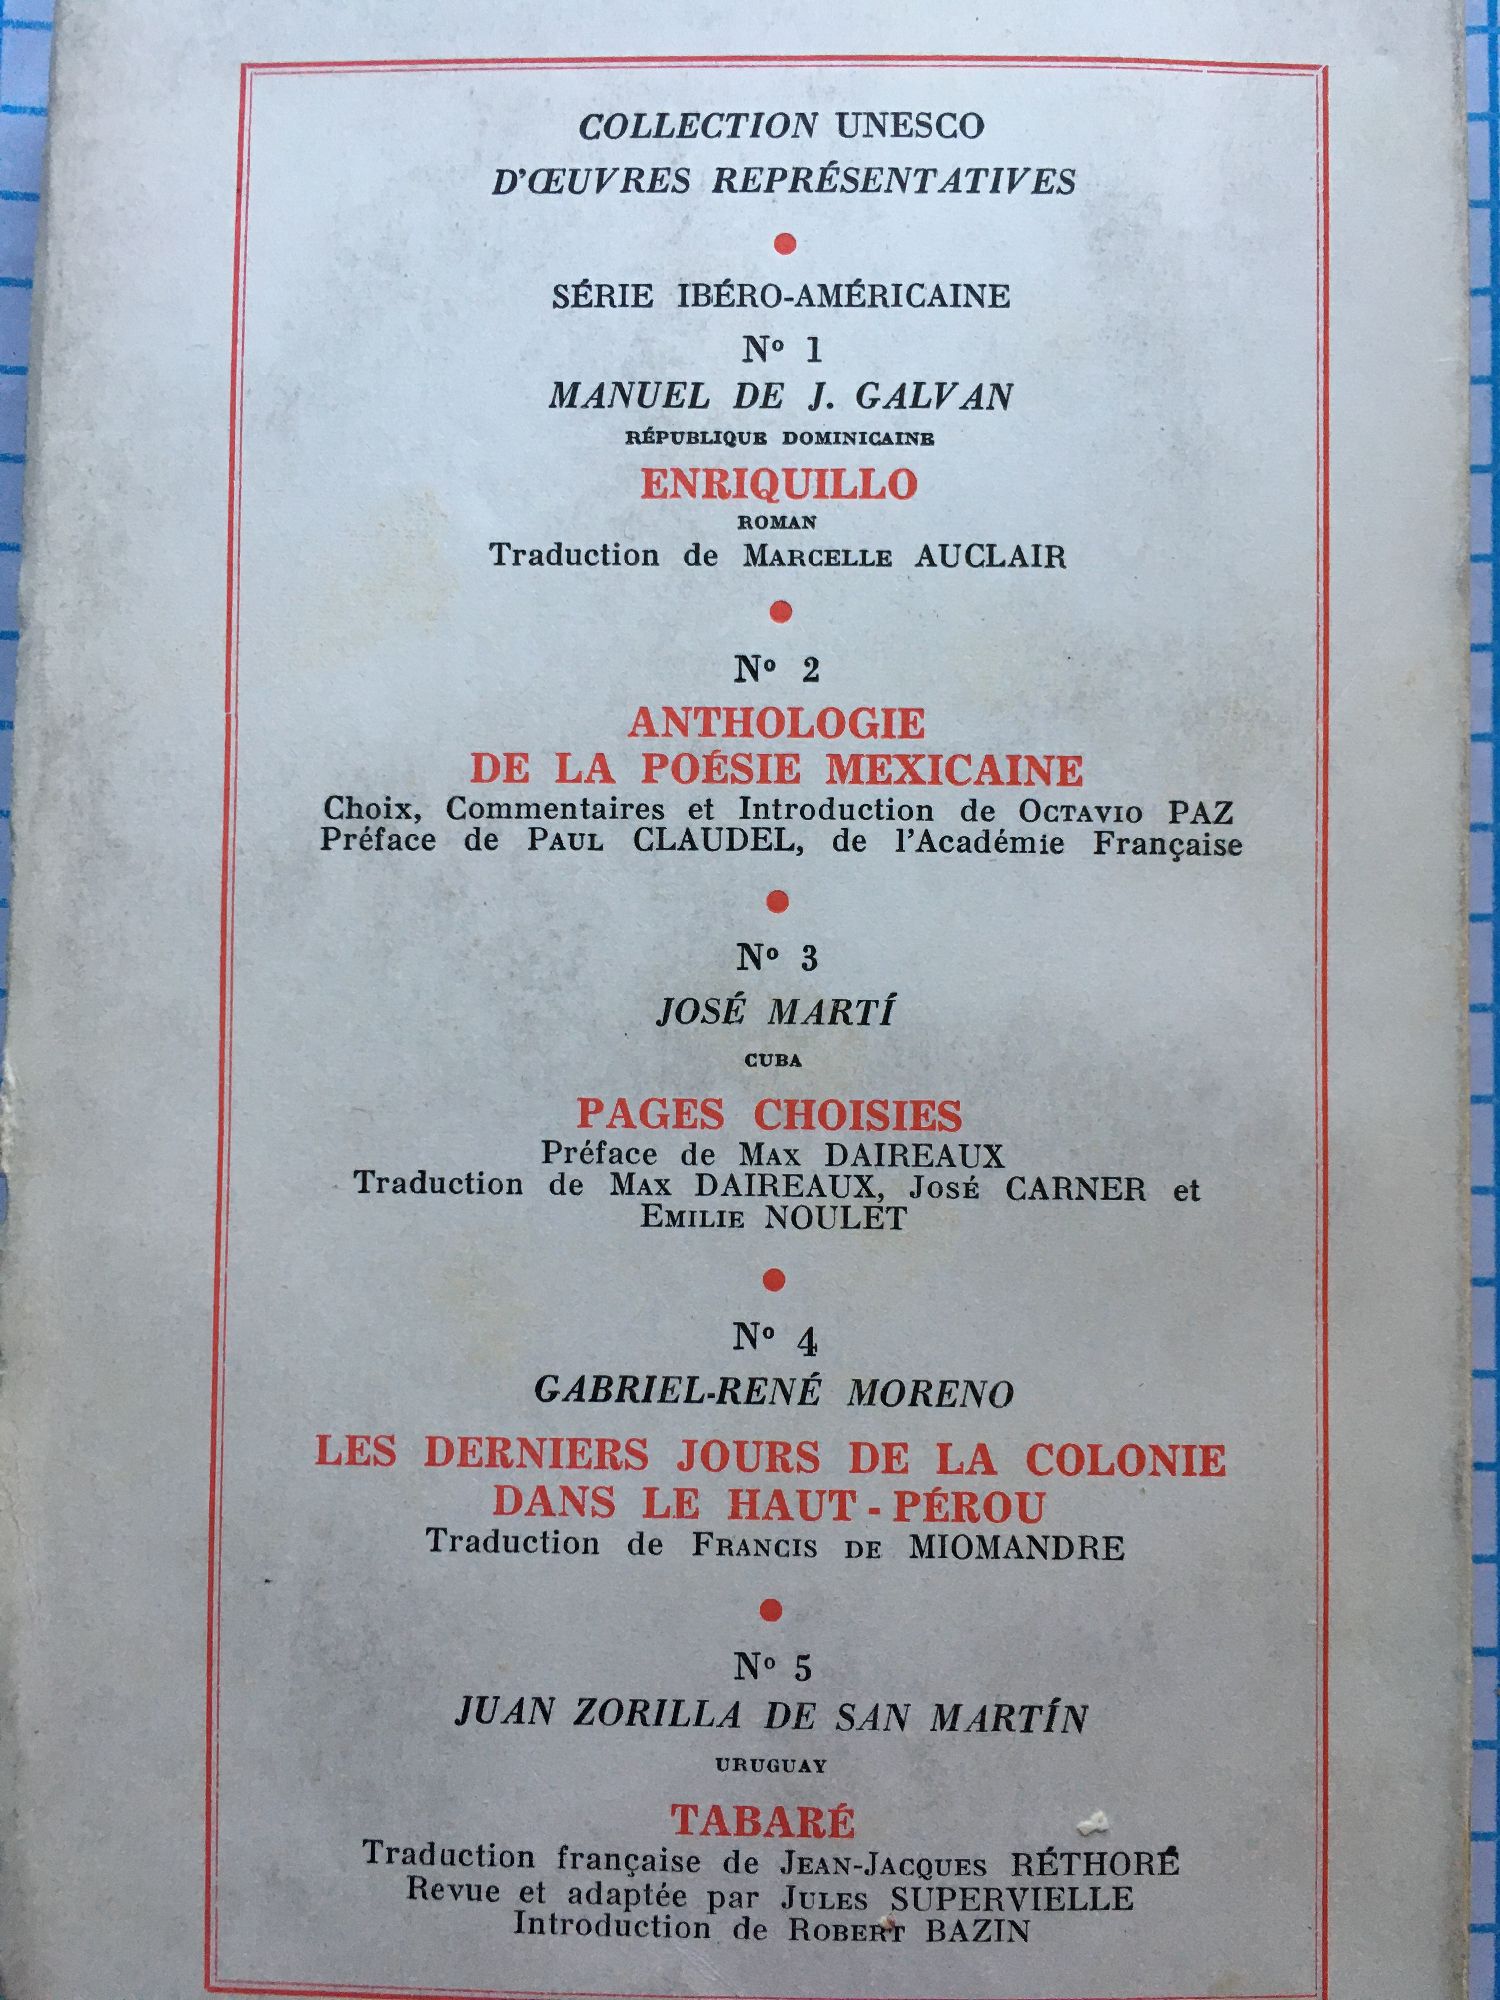 COLLECTION UNESCO
D'ŒUVRES REPRÉSENTATIVES
SÉRIE IBÉRO-AMÉRICAINE
Nº 1
MANUEL DE J. GALVAN
RÉPUBLIQUE DOMINICAINE
ENRIQUILLO
ROMAN
Traduction de MARCELLE AUCLAIR
Nº 2
ANTHOLOGIE
DE LA POÉSIE MEXICAINE
Choix, Commentaires et Introduction de OCTAVIO PAZ
Préface de PAUL CLAUDEL, de l'Académie Française
Nº 3
JOSÉ MARTÍ
CUBA
PAGES CHOISIES
Préface de MAX DAIREAUX
Traduction de MAX DAIREAUX, JOSÉ CARNER et
EMILIE NOULET
Nº 4
GABRIEL-RENÉ MORENO
LES DERNIERS JOURS DE LA COLONIE
DANS LE HAUT-PÉROU
Traduction de FRANCIS DE MIOMANDRE
Nº 5
JUAN ZORILLA DE SAN MARTÍN
URUGUAY
TABARÉ
Traduction française de JEAN-JACQUES RÉTHORÉ
Revue et adaptée par JULES SUPERVIELLE
Introduction de ROBERT BAZIN